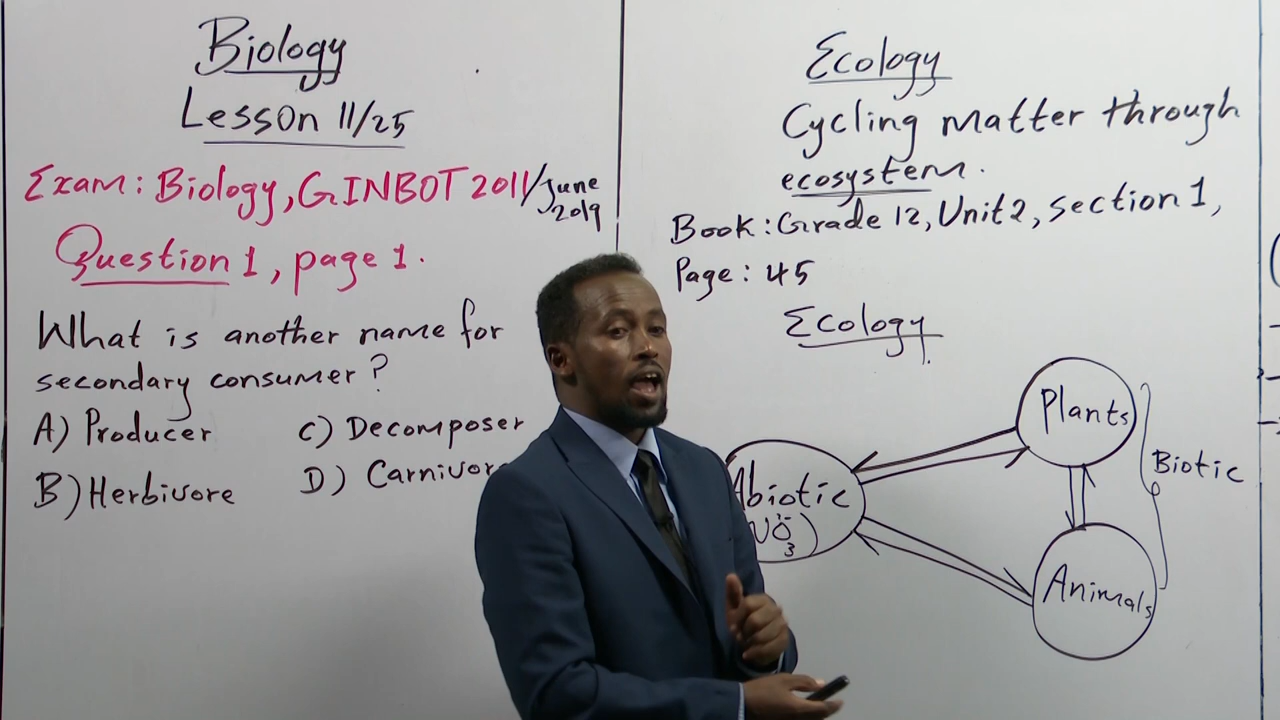 Biology
Lesson 11/25
Exam: Biology, GINBOT 2011/June 2019
Question 1, page 1.
What is another name for
secondary consumer?
A) Producer
B) Herbivore
C) Decomposer
D) Carnivore
Ecology
Cycling matter through
ecosystem.
Book: Grade 12, Unit 2, section 1,
Page: 45
Ecology
Plants
Biotic
Abiotic
Animals